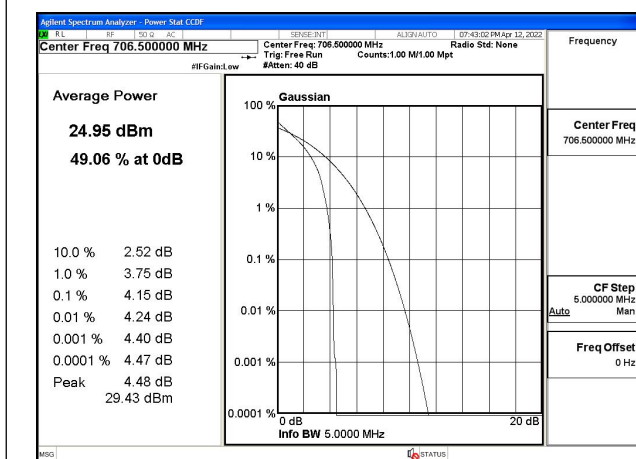 Agilent Spectrum Analyzer - Power Stat CCDF
RL RF 50 Ω AC SENSE:INT ALIGN AUTO 07:43:02 PM Apr 12, 2022
Center Freq 706.500000 MHz
Center Freq: 706.500000 MHz Radio Std: None
Trig: Free Run Counts:1.00 M/1.00 Mpt
#IFGain:Low #Atten: 40 dB
Frequency
Average Power
24.95 dBm
49.06 % at 0dB
10.0 % 2.52 dB
1.0 % 3.75 dB
0.1 % 4.15 dB
0.01 % 4.24 dB
0.001 % 4.40 dB
0.0001 % 4.47 dB
Peak 4.48 dB
29.43 dBm
Gaussian
100 %
10 %
1 %
0.1 %
0.01 %
0.001 %
0.0001 %
0 dB 20 dB
Info BW 5.0000 MHz
Center Freq
706.500000 MHz
CF Step
5.000000 MHz
Auto Man
Freq Offset
0 Hz
MSG STATUS